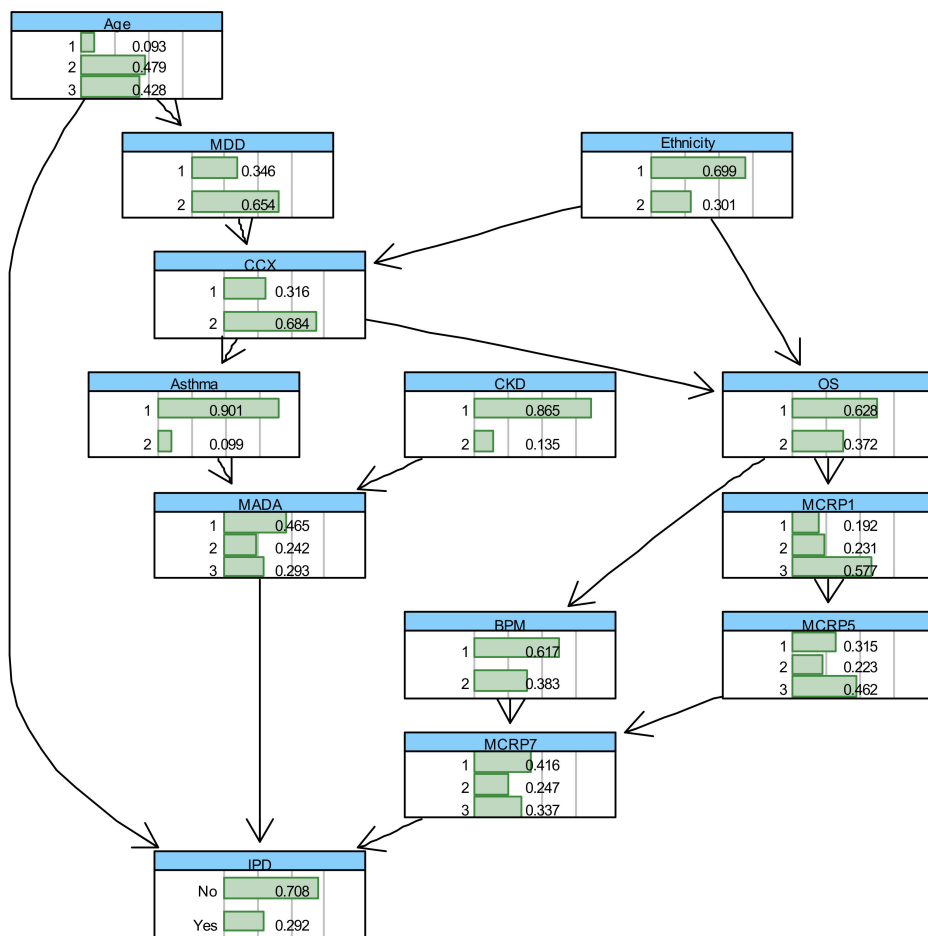 Age
1 0.093
2 0.479
3 0.428
MDD
1 0.346
2 0.654
Ethnicity
1 0.699
2 0.301
CCX
1 0.316
2 0.684
Asthma
1 0.901
2 0.099
CKD
1 0.865
2 0.135
OS
1 0.628
2 0.372
MADA
1 0.465
2 0.242
3 0.293
MCRP1
1 0.192
2 0.231
3 0.577
BPM
1 0.617
2 0.383
MCRP5
1 0.315
2 0.223
3 0.462
MCRP7
1 0.416
2 0.247
3 0.337
IPD
No 0.708
Yes 0.292